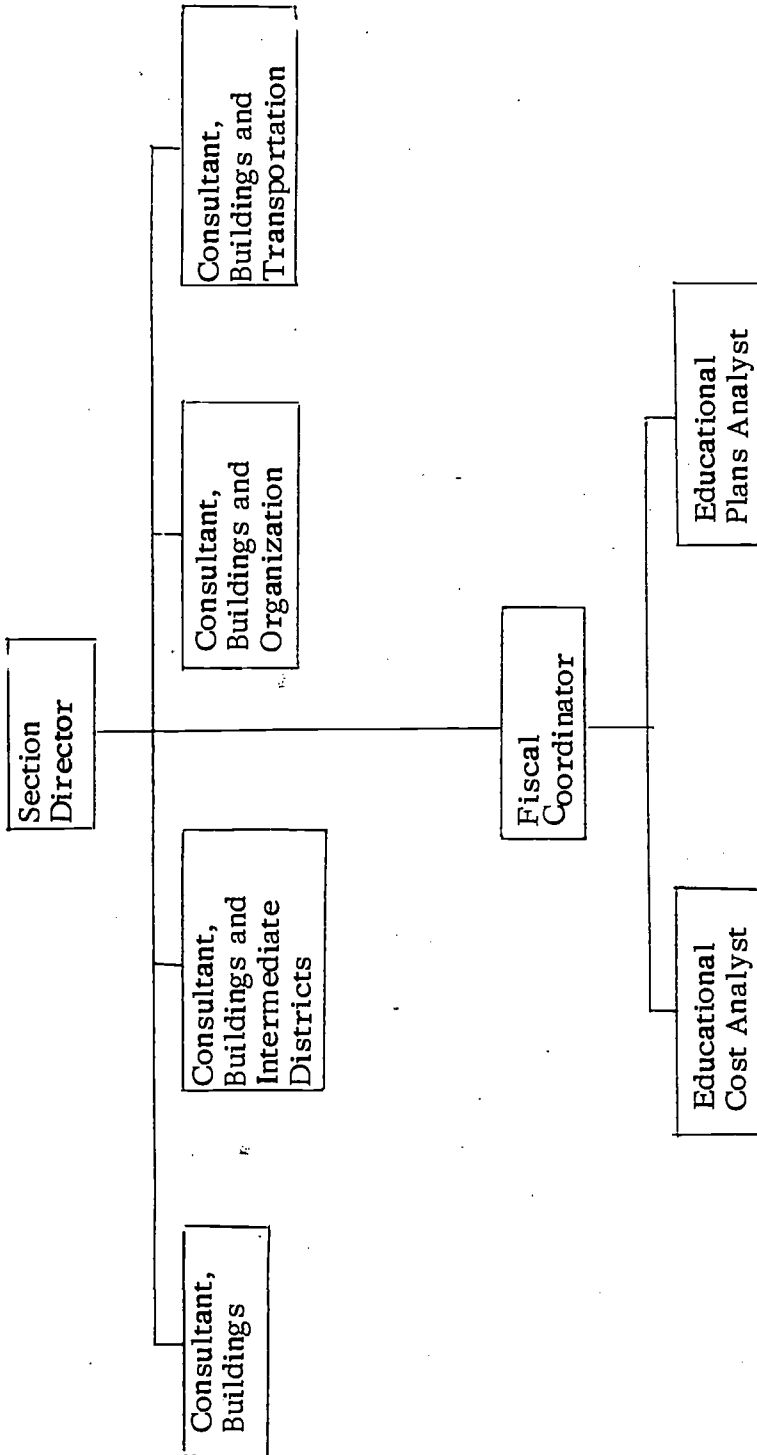 Section
Director
Consultant,
Buildings
Consultant,
Buildings and
Intermediate
Districts
Consultant,
Buildings and
Organization
Consultant,
Buildings and
Transportation
Fiscal
Coordinator
Educational
Cost Analyst
Educational
Plans Analyst